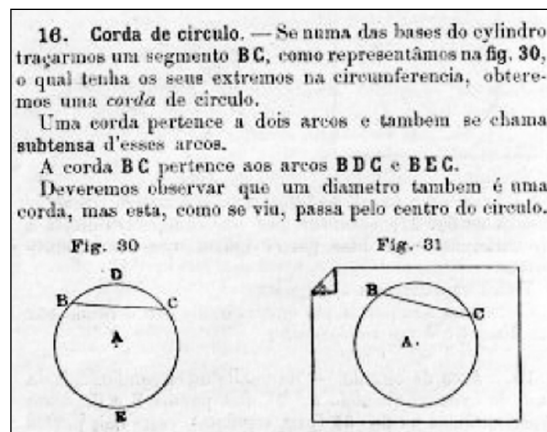 16. Corda de circulo. — Se numa das bases do cylindro
traçarmos um segmento BC, como representâmos na fig. 30,
o qual tenha os seus extremos na circumferencia, obtere-
mos uma corda de circulo.
Uma corda pertence a dois arcos e tambem se chama
subtensa d'esses arcos.
A corda BC pertence aos arcos BDC e BEC.
Deveremos observar que um diametro tambem é uma
corda, mas esta, como se viu, passa pelo centro do circulo.
Fig. 30
Fig. 31
D
B
C
A
E
B
C
A